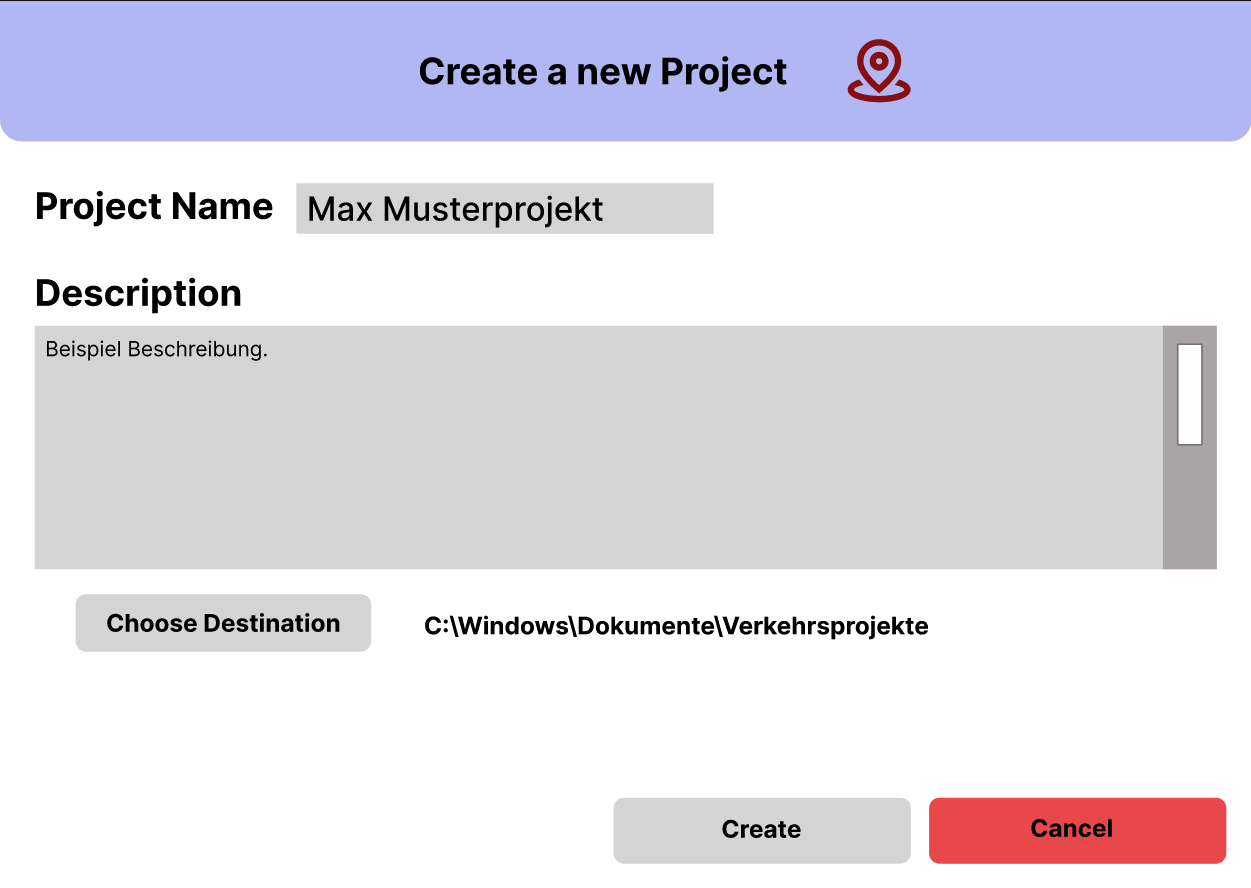 Create a new Project
Project Name
Max Musterprojekt
Description
Beispiel Beschreibung.
Choose Destination
C:\Windows\Dokumente\Verkehrsprojekte
Create
Cancel